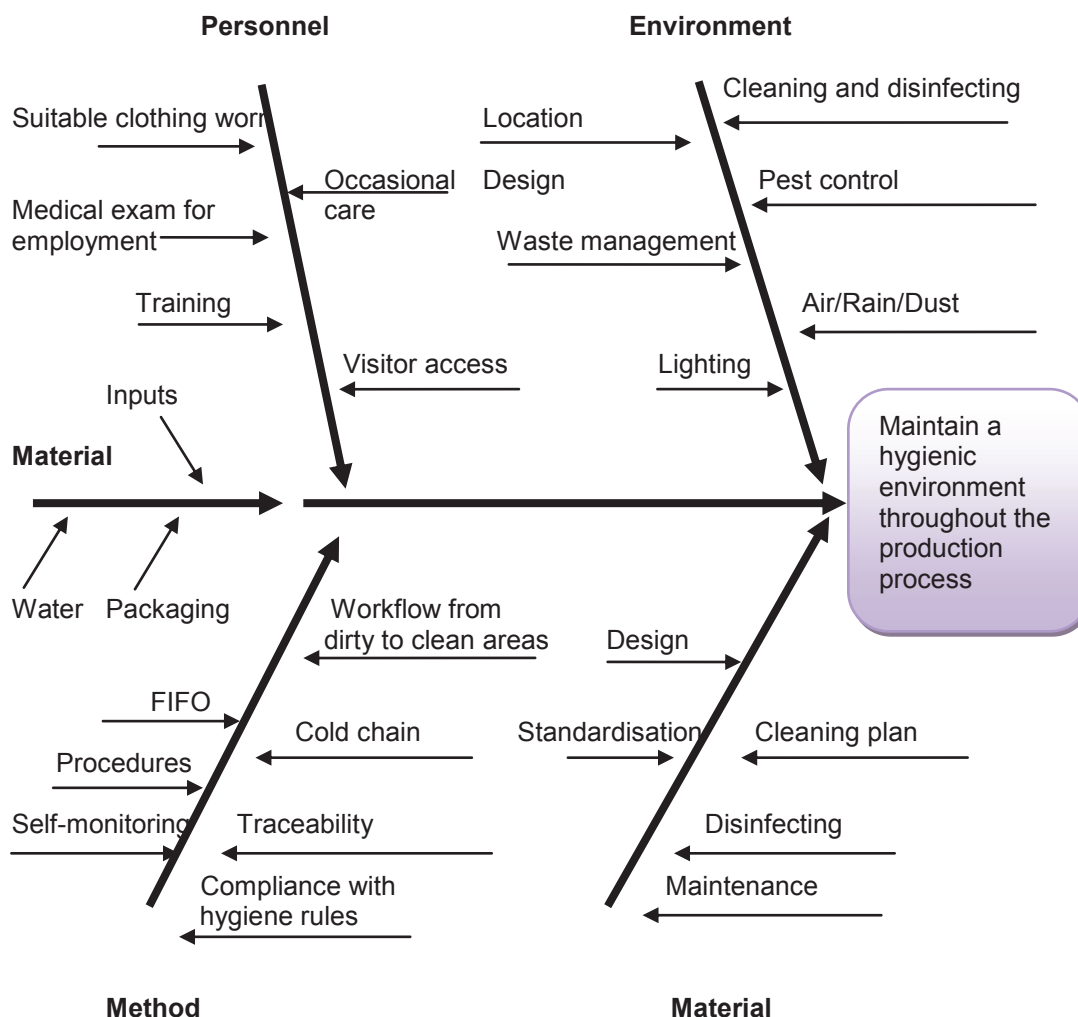 Personnel
Environment
Suitable clothing worn
Occasional
care
Medical exam for
employment
Training
Visitor access
Location
Design
Waste management
Lighting
Cleaning and disinfecting
Pest control
Air/Rain/Dust
Inputs
Material
Water
Packaging
Maintain a
hygienic
environment
throughout the
production
process
Workflow from
dirty to clean areas
FIFO
Cold chain
Procedures
Self-monitoring
Traceability
Compliance with
hygiene rules
Design
Standardisation
Cleaning plan
Disinfecting
Maintenance
Method
Material